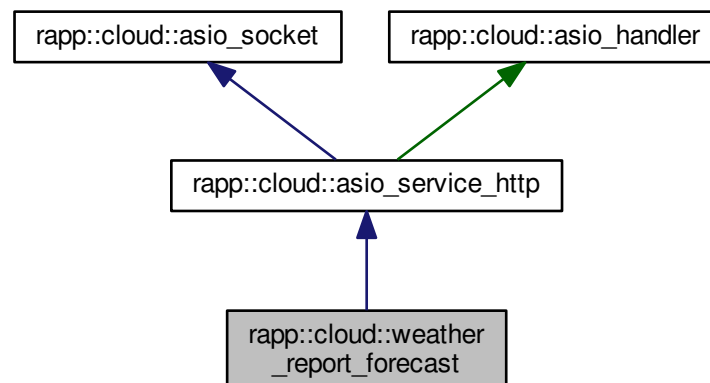 rapp::cloud::asio_socket
rapp::cloud::asio_handler
rapp::cloud::asio_service_http
rapp::cloud::weather
_report_forecast